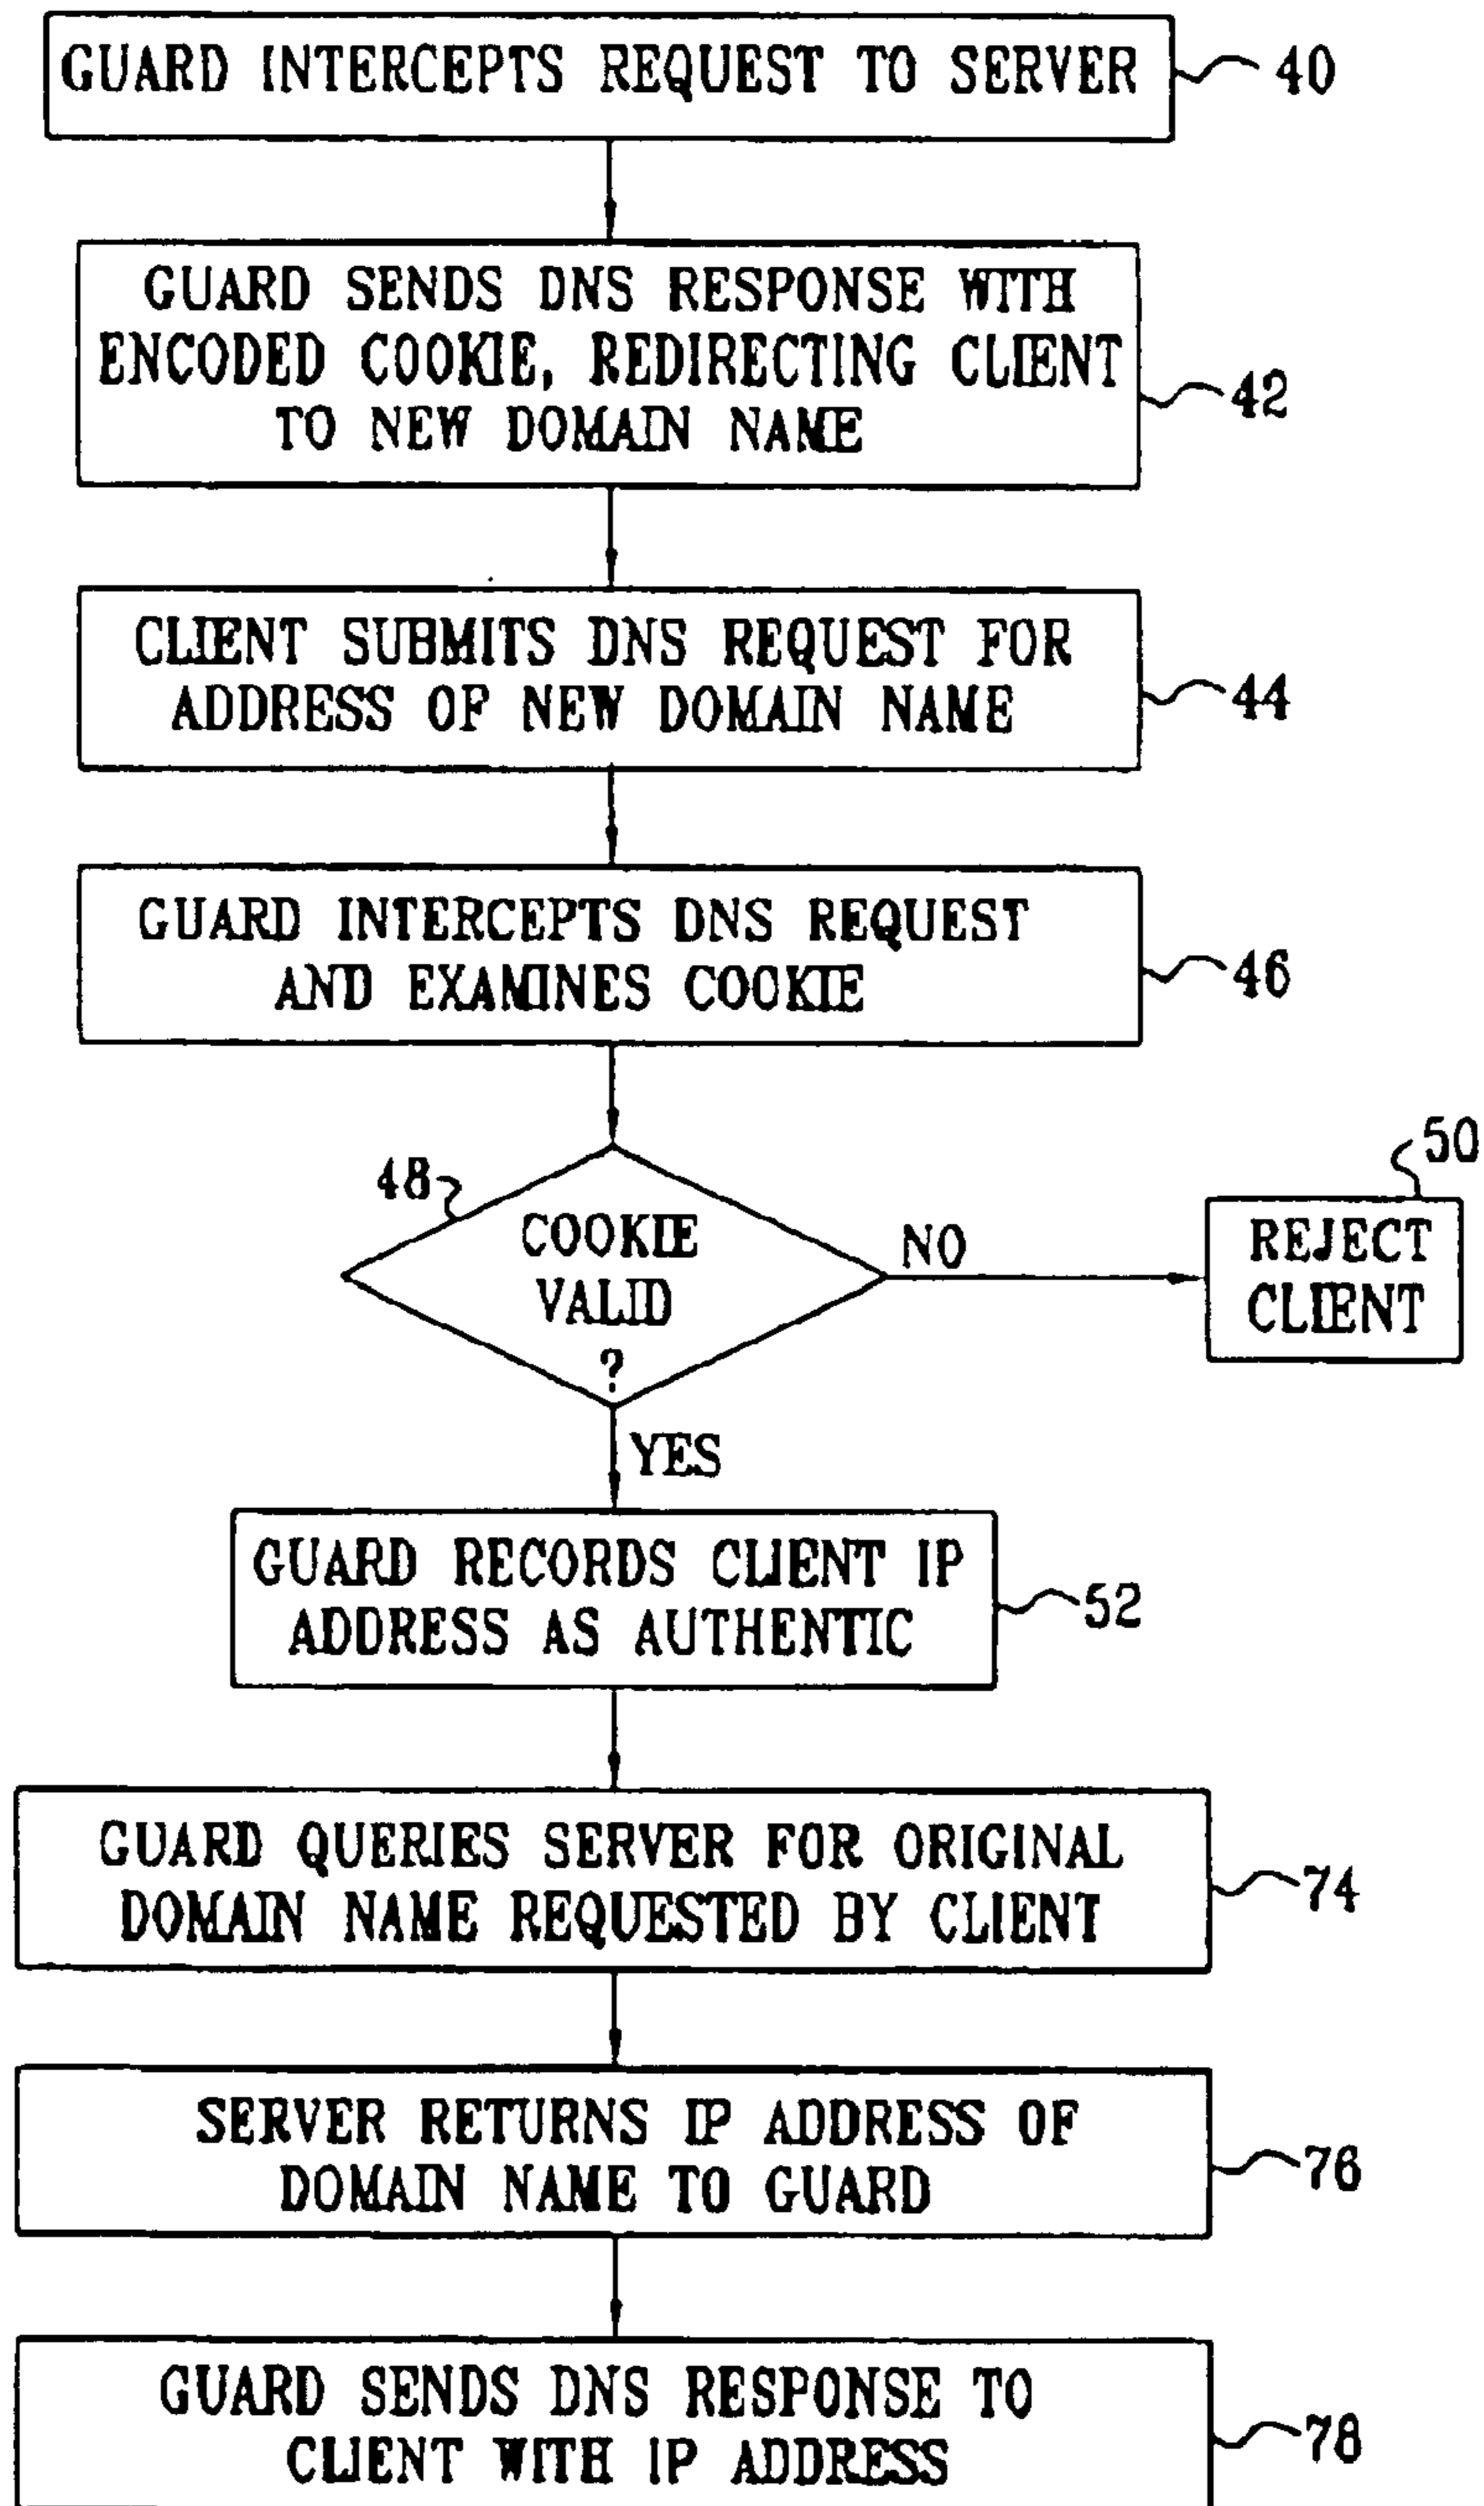 GUARD INTERCEPTS REQUEST TO SERVER
40
GUARD SENDS DNS RESPONSE WITH
ENCODED COOKIE, REDIRECTING CLIENT
TO NEW DOMAIN NAME
42
CLIENT SUBMITS DNS REQUEST FOR
ADDRESS OF NEW DOMAIN NAME
44
GUARD INTERCEPTS DNS REQUEST
AND EXAMINES COOKIE
46
48
COOKIE
VALID
?
NO
50
REJECT
CLIENT
YES
GUARD RECORDS CLIENT IP
ADDRESS AS AUTHENTIC
52
GUARD QUERIES SERVER FOR ORIGINAL
DOMAIN NAME REQUESTED BY CLIENT
74
SERVER RETURNS IP ADDRESS OF
DOMAIN NAME TO GUARD
76
GUARD SENDS DNS RESPONSE TO
CLIENT WITH IP ADDRESS
78